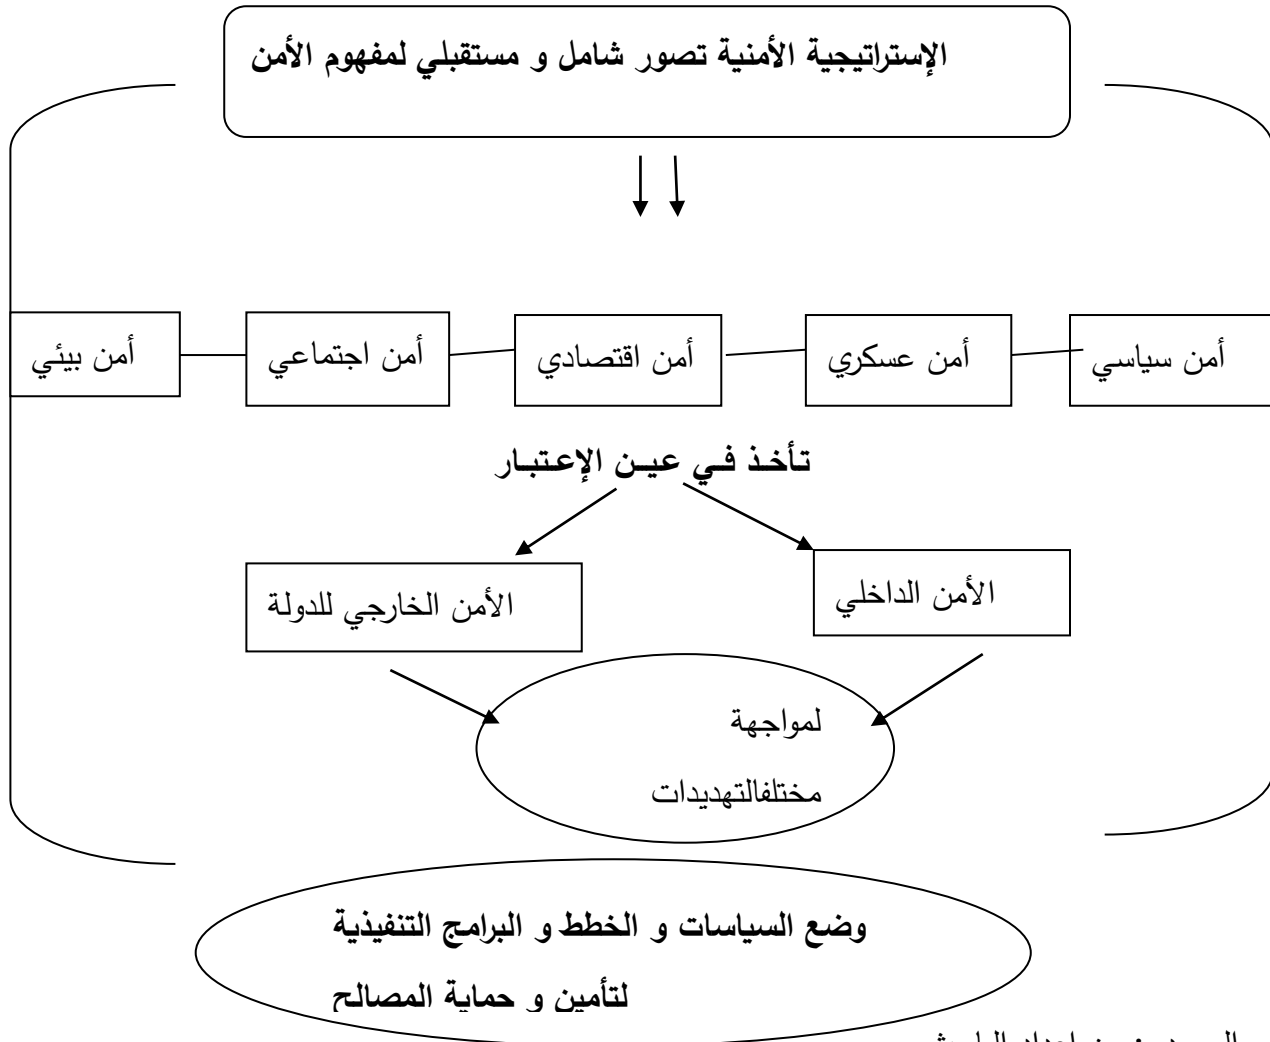 الإستراتيجية الأمنية تصور شامل و مستقبلي لمفهوم الأمن
أمن سياسي
أمن عسكري
أمن اقتصادي
أمن اجتماعي
أمن بيئي
تأخذ في عين الإعتبار
الأمن الداخلي
الأمن الخارجي للدولة
لمواجهة
مختلفالتهديدات
وضع السياسات و الخطط و البرامج التنفيذية
لتأمين و حماية المصالح